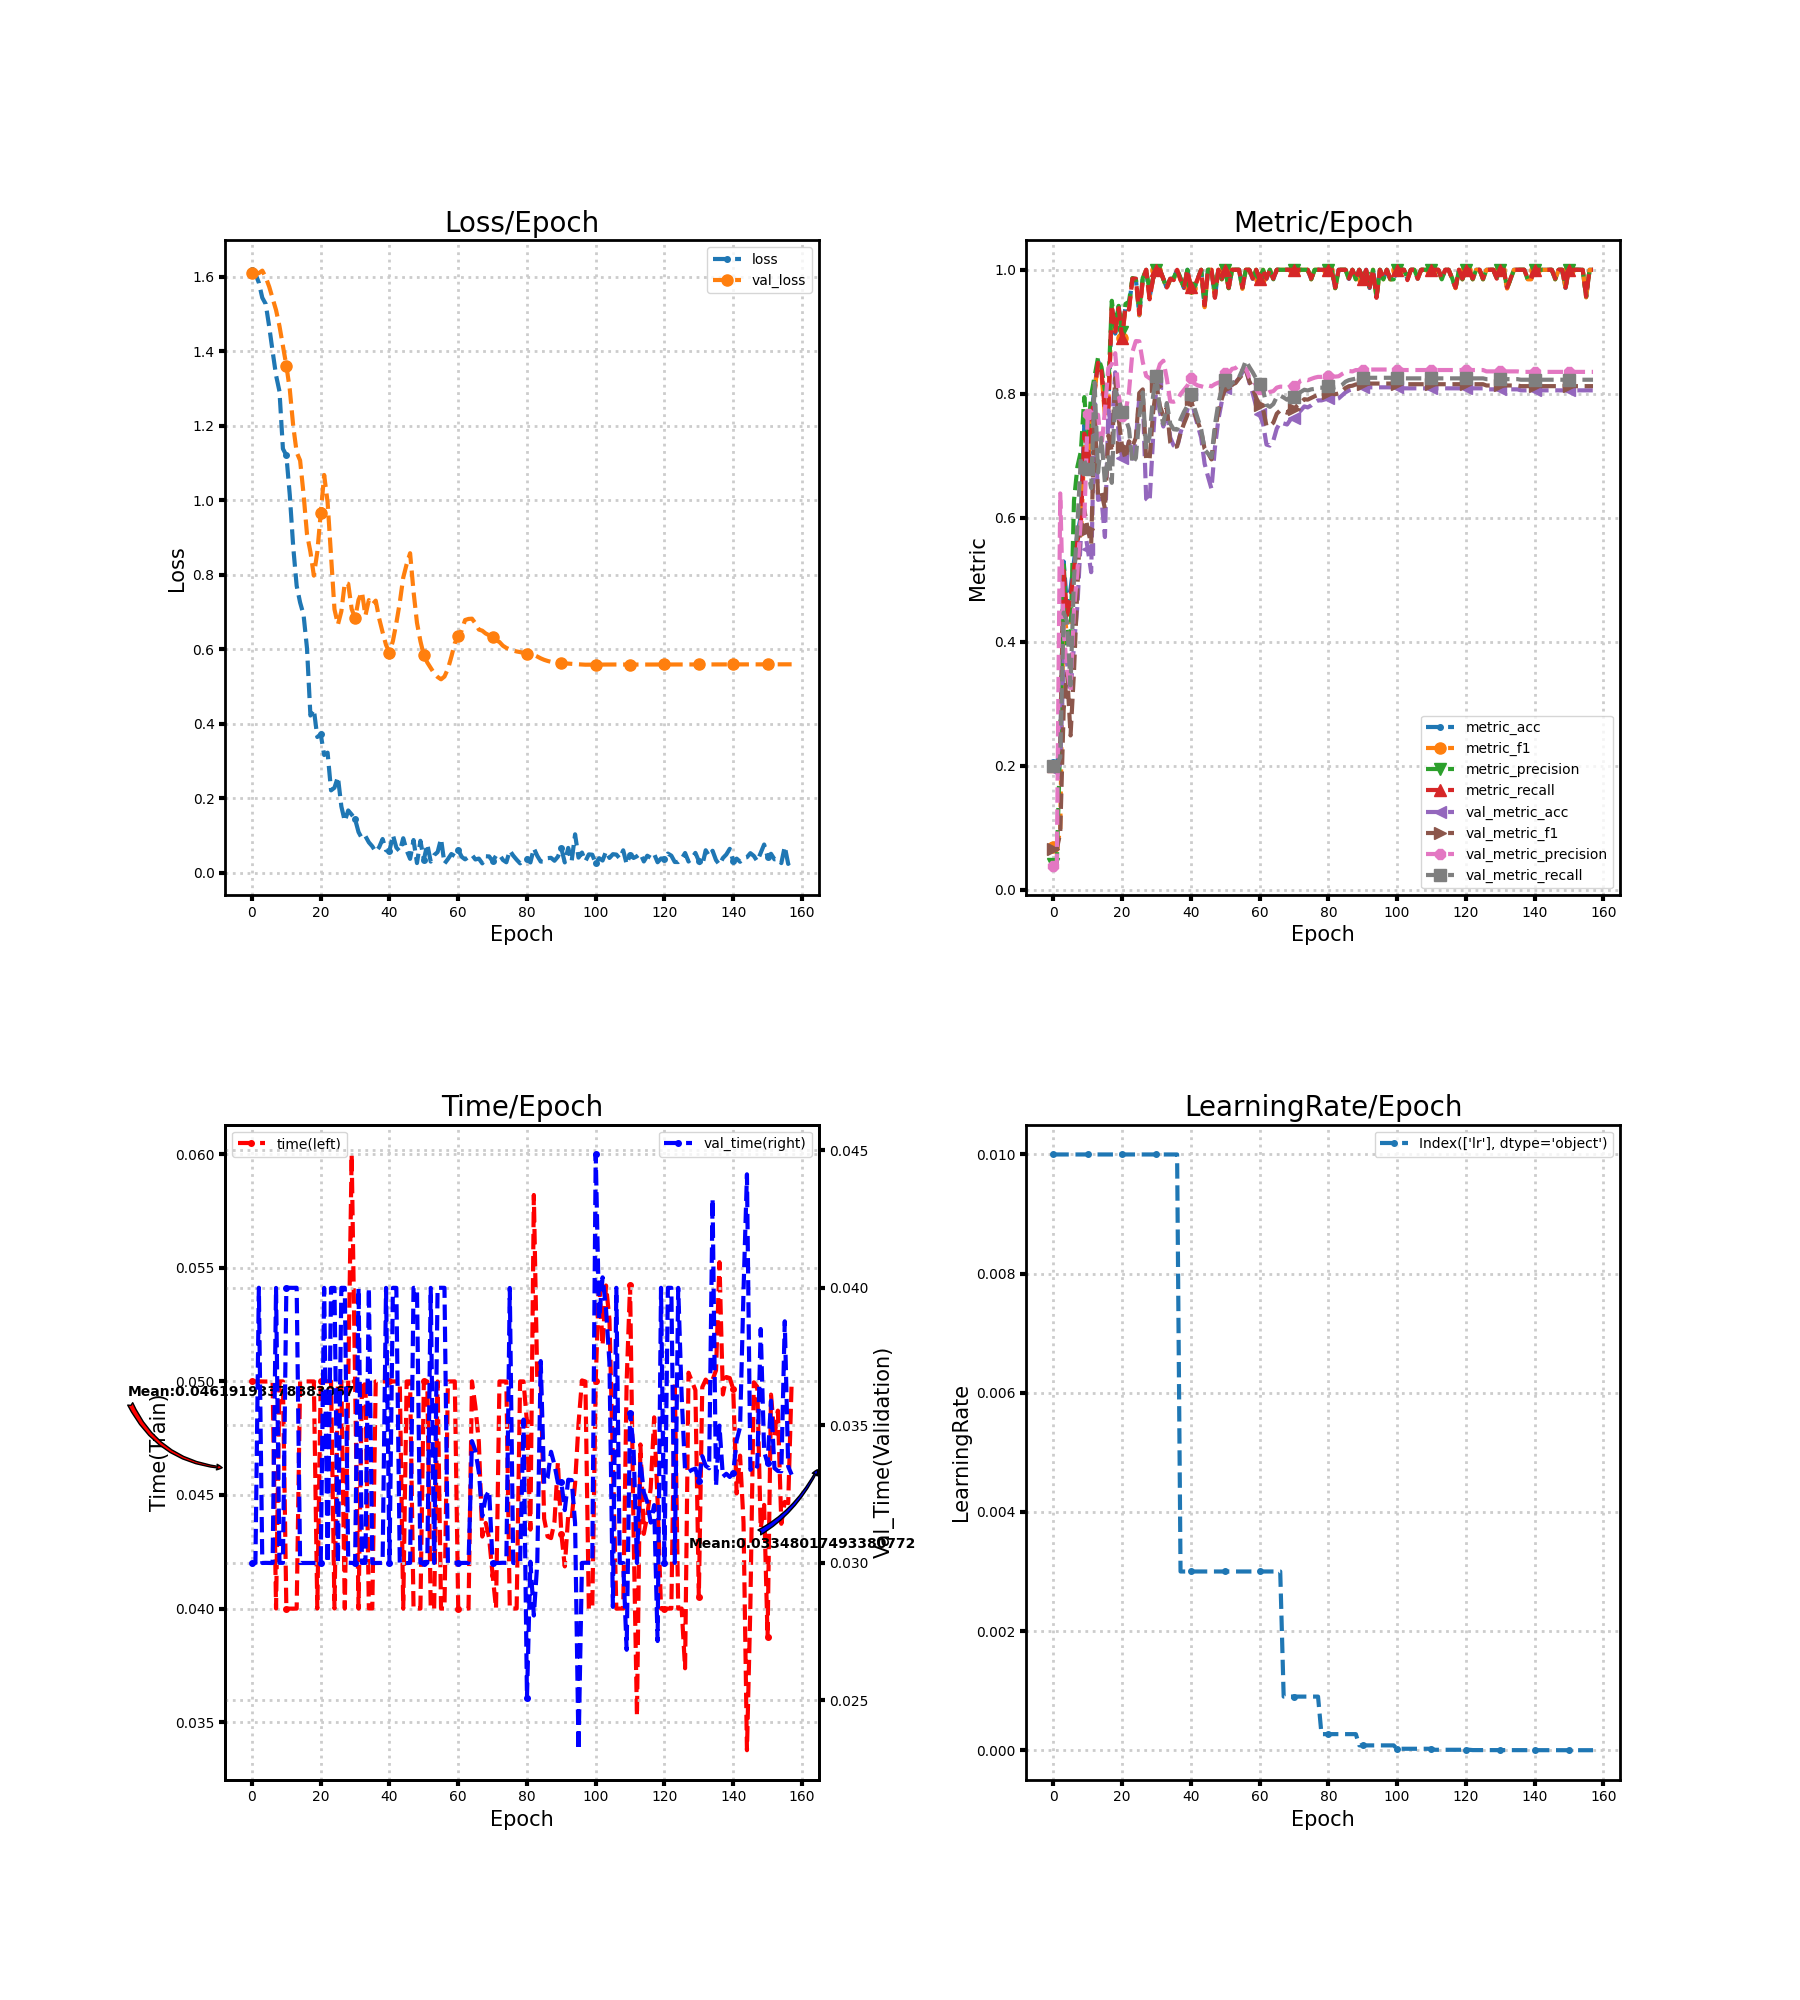 Loss/Epoch
loss
val_loss
1.6
1.4
1.2
1.0
0.8
0.6
0.4
0.2
0.0
Loss
0 20 40 60 80 100 120 140 160
Epoch
Metric/Epoch
1.0
0.8
0.6
0.4
0.2
0.0
Metric
metric_acc
metric_f1
metric_precision
metric_recall
val_metric_acc
val_metric_f1
val_metric_precision
val_metric_recall
0 20 40 60 80 100 120 140 160
Epoch
Time/Epoch
time(left)
val_time(right)
0.060
0.055
0.050
0.045
0.040
0.035
Time(Train)
0.045
0.040
0.035
0.030
0.025
Val_Time(Validation)
Mean:0.03348017493380772
0 20 40 60 80 100 120 140 160
Epoch
LearningRate/Epoch
Index(['lr'], dtype='object')
0.010
0.008
0.006
0.004
0.002
0.000
LearningRate
0 20 40 60 80 100 120 140 160
Epoch